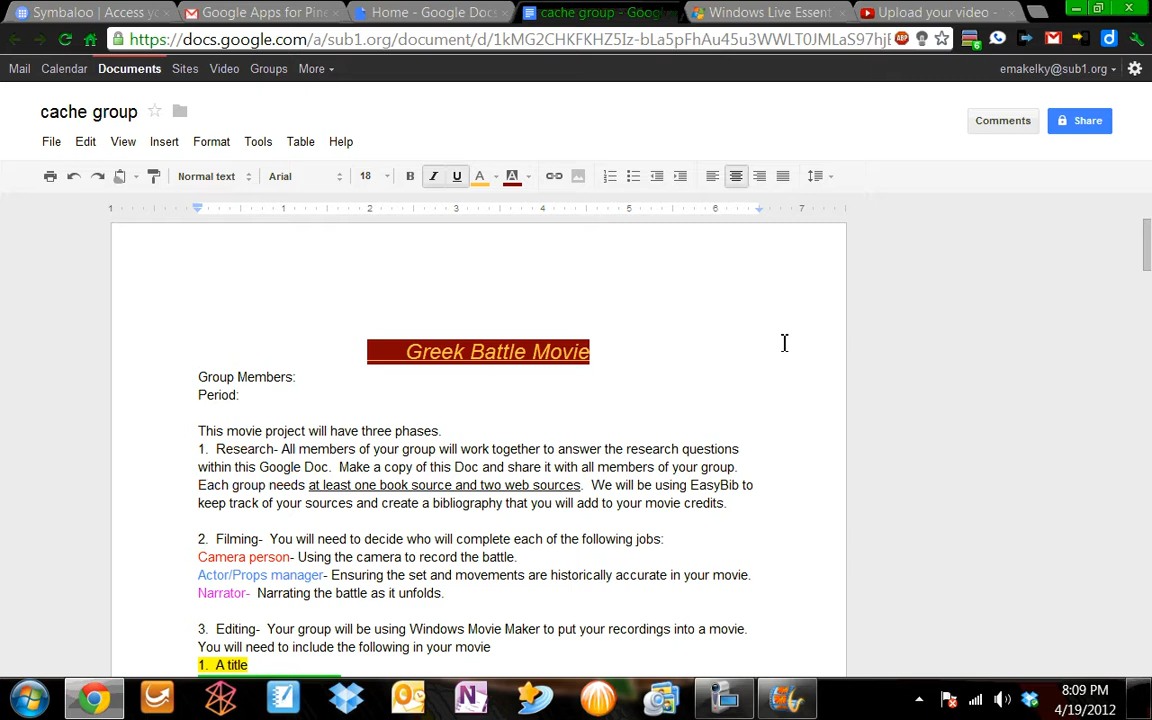 Symbaloo | Access yo
Google Apps for Pine
Home - Google Docs
cache group - Goog
Windows Live Essent
Upload your video -
https://docs.google.com/a/sub1.org/document/d/1kMG2CHKFKHZ5Iz-bLa5pFhAu45u3WWLT0JMLaS97hjE
ABP
6
Mail Calendar Documents Sites Video Groups More
emakelky@sub1.org
cache group
Comments
Share
File Edit View Insert Format Tools Table Help
Normal text Arial 18 B I U A A
1 1 2 3 4 5 6 7
Greek Battle Movie
Group Members:
Period:
This movie project will have three phases.
1. Research- All members of your group will work together to answer the research questions
within this Google Doc. Make a copy of this Doc and share it with all members of your group.
Each group needs at least one book source and two web sources. We will be using EasyBib to
keep track of your sources and create a bibliography that you will add to your movie credits.
2. Filming- You will need to decide who will complete each of the following jobs:
Camera person- Using the camera to record the battle.
Actor/Props manager- Ensuring the set and movements are historically accurate in your movie.
Narrator- Narrating the battle as it unfolds.
3. Editing- Your group will be using Windows Movie Maker to put your recordings into a movie.
You will need to include the following in your movie
1. A title
8:09 PM
4/19/2012